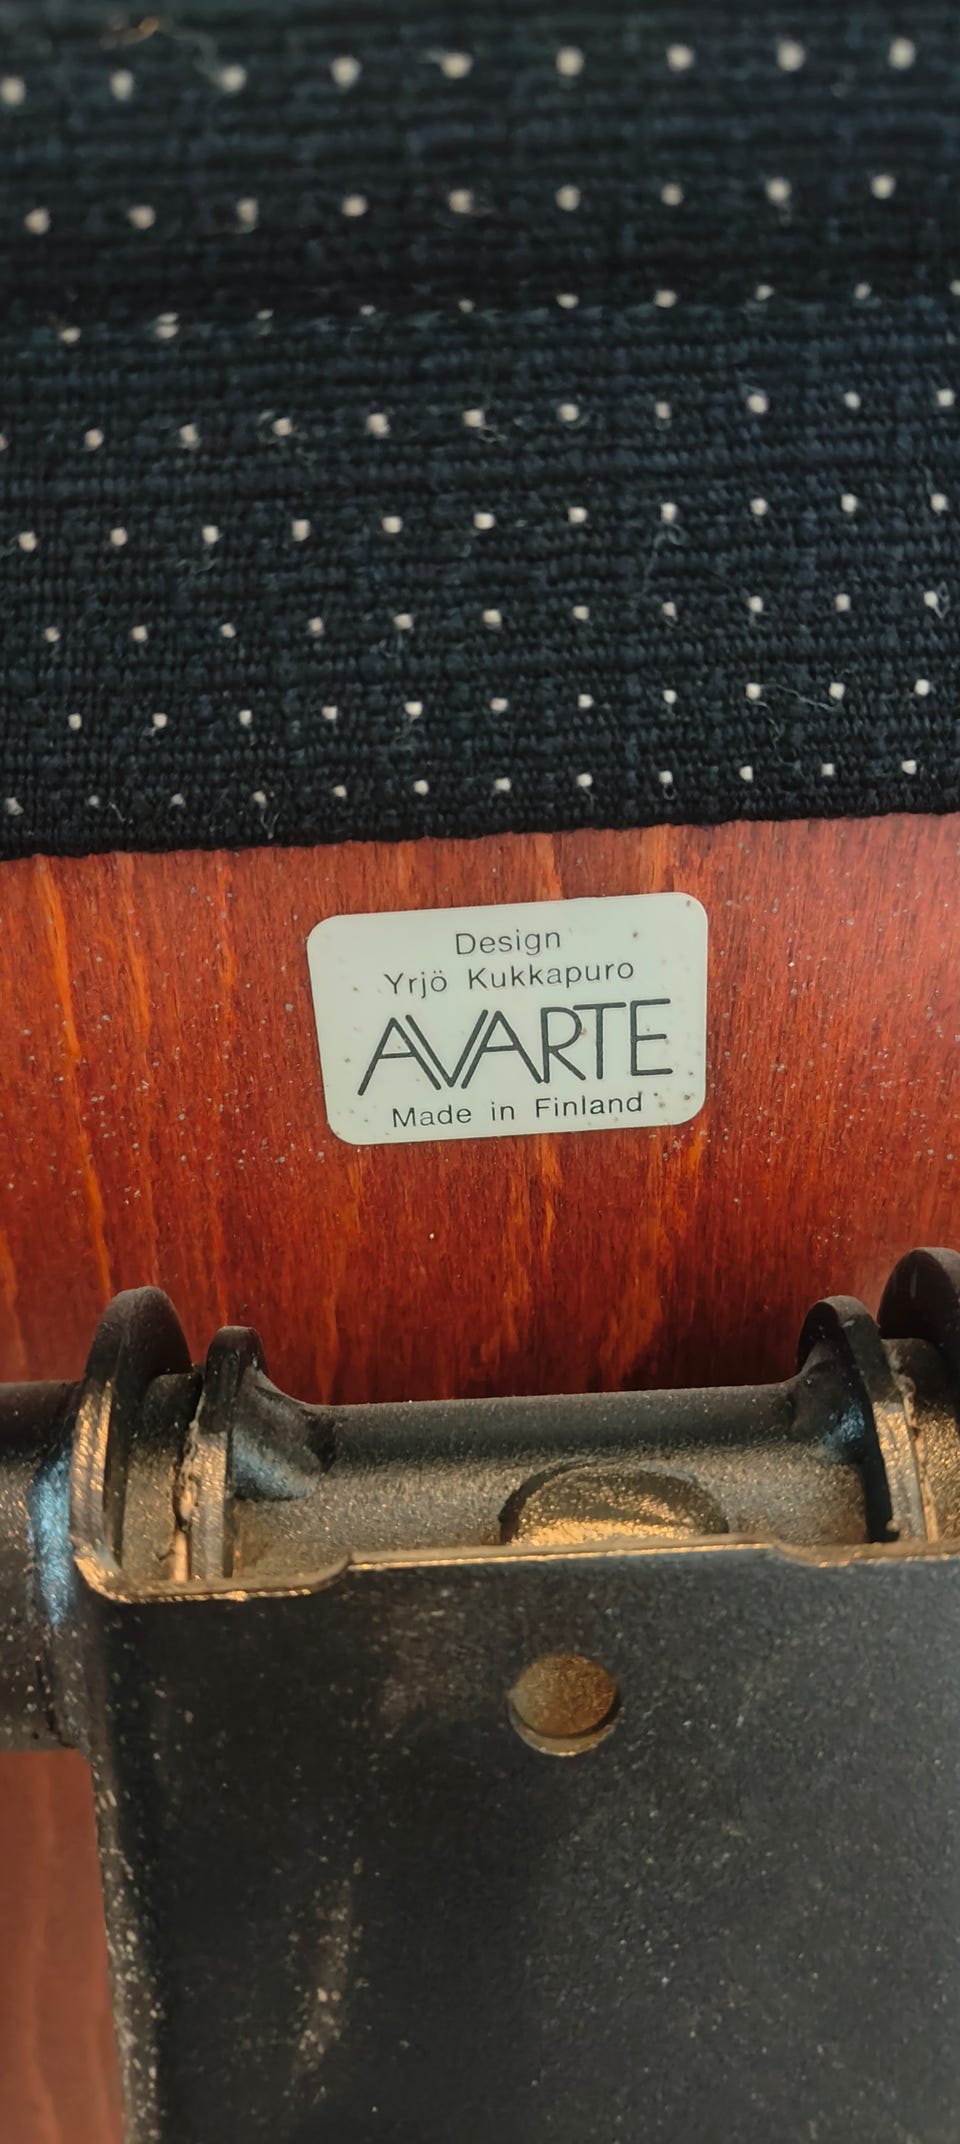 Design
Yrjö Kukkapuro
AVARTE
Made in Finland